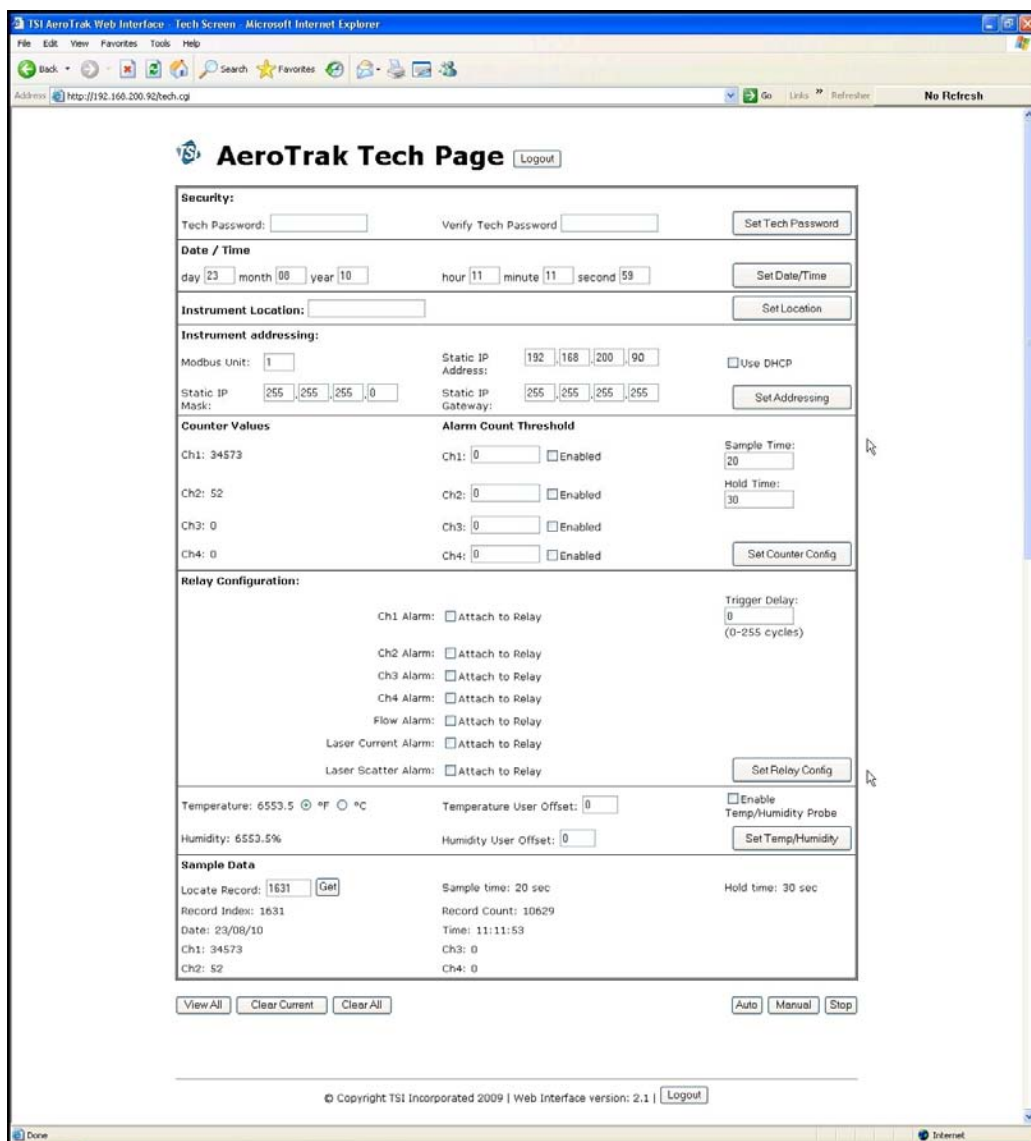 TSI AeroTrak Web Interface - Tech Screen - Microsoft Internet Explorer
File Edit View Favorites Tools Help
Back Search Favorites
Address http://192.168.200.92/tech.cgi Go Links » Refresher No Refresh
TSI AeroTrak Tech Page Logout
Security:
Tech Password: Verify Tech Password Set Tech Password
Date / Time
day 23 month 08 year 10 hour 11 minute 11 second 59 Set Date/Time
Instrument Location: Set Location
Instrument addressing:
Modbus Unit: 1 Static IP Address: 192 .168 .200 .90 Use DHCP
Static IP Mask: 255 .255 .255 .0 Static IP Gateway: 255 .255 .255 .255 Set Addressing
Counter Values Alarm Count Threshold
Ch1: 34573 Ch1: 0 Enabled Sample Time: 20
Ch2: 52 Ch2: 0 Enabled Hold Time: 30
Ch3: 0 Ch3: 0 Enabled
Ch4: 0 Ch4: 0 Enabled Set Counter Config
Relay Configuration:
Ch1 Alarm: Attach to Relay Trigger Delay: 0 (0-255 cycles)
Ch2 Alarm: Attach to Relay
Ch3 Alarm: Attach to Relay
Ch4 Alarm: Attach to Relay
Flow Alarm: Attach to Relay
Laser Current Alarm: Attach to Relay
Laser Scatter Alarm: Attach to Relay Set Relay Config
Temperature: 6553.5 °F °C Temperature User Offset: 0 Enable Temp/Humidity Probe
Humidity: 6553.5% Humidity User Offset: 0 Set Temp/Humidity
Sample Data
Locate Record: 1631 Get Sample time: 20 sec Hold time: 30 sec
Record Index: 1631 Record Count: 10629
Date: 23/08/10 Time: 11:11:53
Ch1: 34573 Ch3: 0
Ch2: 52 Ch4: 0
View All Clear Current Clear All Auto Manual Stop
© Copyright TSI Incorporated 2009 | Web Interface version: 2.1 | Logout
Done Internet